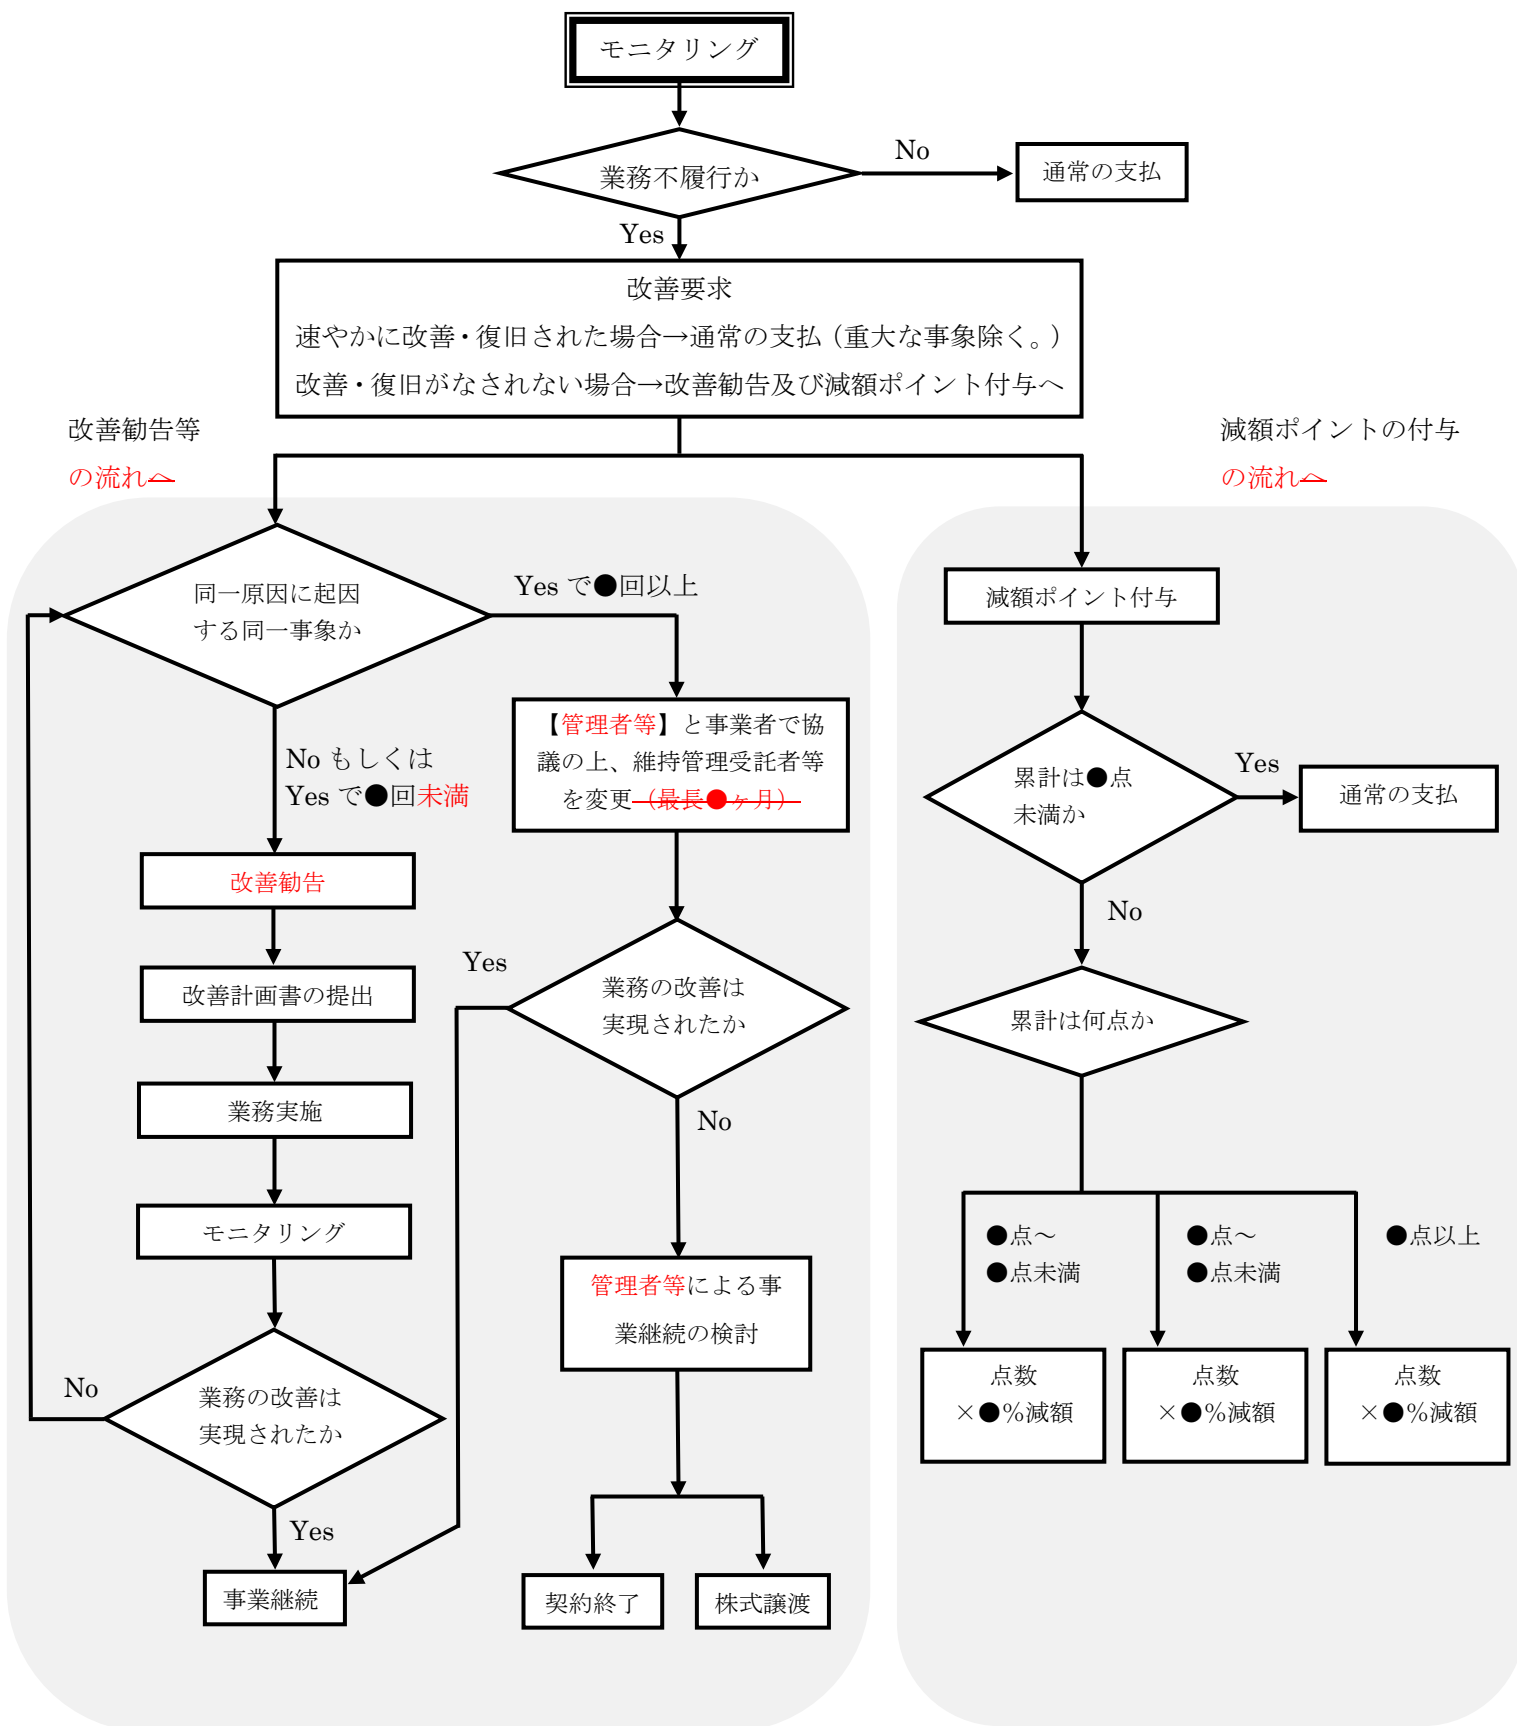 モニタリング
業務不履行か
No
通常の支払
Yes
改善要求
速やかに改善・復旧された場合→通常の支払（重大な事象除く。）
改善・復旧がなされない場合→改善勧告及び減額ポイント付与へ
改善勧告等
の流れへ
減額ポイントの付与
の流れへ
同一原因に起因
する同一事象か
Yes で●回以上
No もしくは
Yes で●回未満
【管理者等】と事業者で協
議の上、維持管理受託者等
を変更（最長●ヶ月）
改善勧告
改善計画書の提出
業務実施
モニタリング
業務の改善は
実現されたか
No
Yes
事業継続
Yes
業務の改善は
実現されたか
No
管理者等による事
業継続の検討
契約終了
株式譲渡
減額ポイント付与
累計は●点
未満か
Yes
通常の支払
No
累計は何点か
●点～
●点未満
●点～
●点未満
●点以上
点数
×●％減額
点数
×●％減額
点数
×●％減額